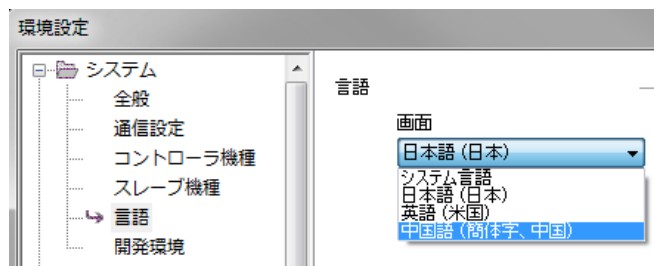 環境設定
システム
全般
通信設定
コントローラ機種
スレーブ機種
言語
開発環境
言語
画面
日本語 (日本)
システム言語
日本語 (日本)
英語 (米国)
中国語 (簡体字、中国)